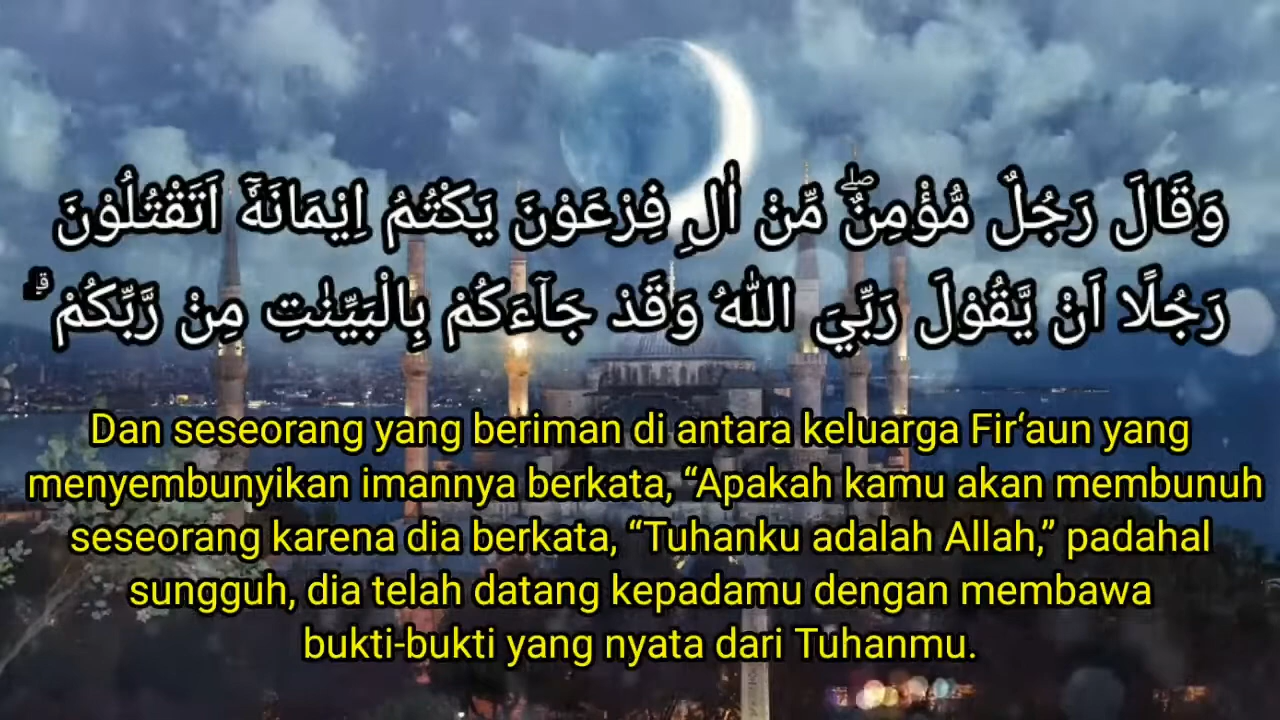 وَقَالَ رَجُلٌ مُّؤْمِنٌۖ مِّنْ اٰلِ فِرْعَوْنَ يَكْتُمُ اِيْمَانَهٗٓ اَتَقْتُلُوْنَ
رَجُلًا اَنْ يَّقُوْلَ رَبِّيَ اللّٰهُ وَقَدْ جَاۤءَكُمْ بِالْبَيِّنٰتِ مِنْ رَّبِّكُمْ ۗ
Dan seseorang yang beriman di antara keluarga Fir‘aun yang
menyembunyikan imannya berkata, “Apakah kamu akan membunuh
seseorang karena dia berkata, “Tuhanku adalah Allah,” padahal
sungguh, dia telah datang kepadamu dengan membawa
bukti-bukti yang nyata dari Tuhanmu.